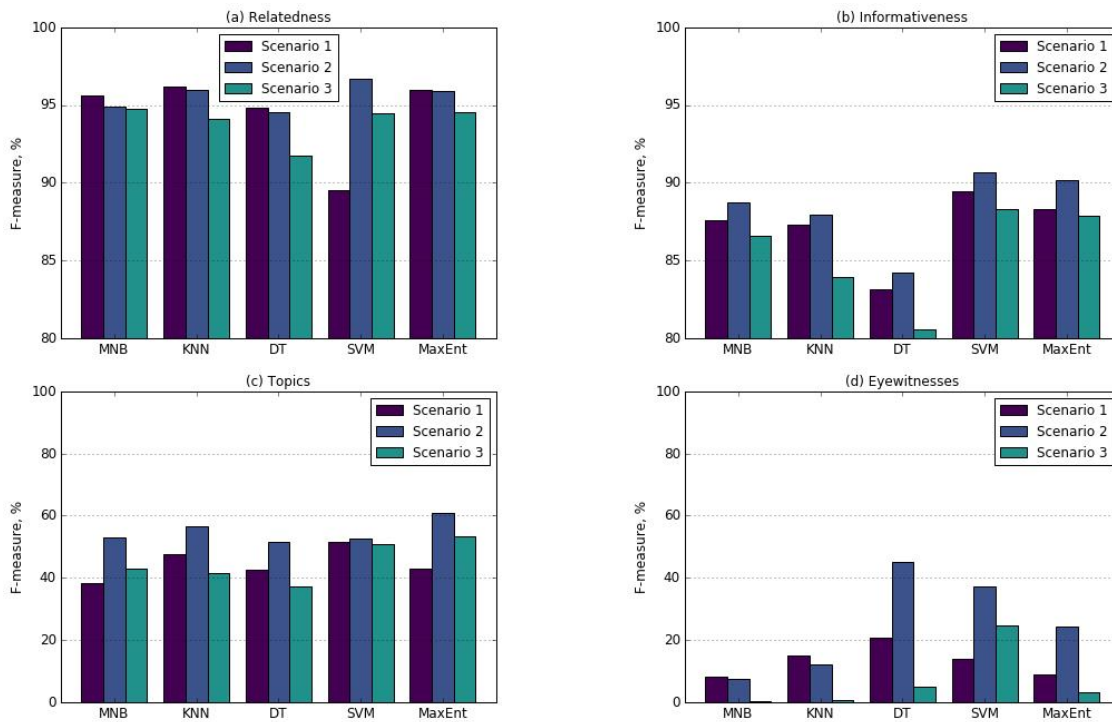 (a) Relatedness
100
95
90
85
80
F-measure, %
Scenario 1
Scenario 2
Scenario 3
MNB KNN DT SVM MaxEnt
(b) Informativeness
100
95
90
85
80
F-measure, %
Scenario 1
Scenario 2
Scenario 3
MNB KNN DT SVM MaxEnt
(c) Topics
100
80
60
40
20
0
F-measure, %
Scenario 1
Scenario 2
Scenario 3
MNB KNN DT SVM MaxEnt
(d) Eyewitnesses
100
80
60
40
20
0
F-measure, %
Scenario 1
Scenario 2
Scenario 3
MNB KNN DT SVM MaxEnt